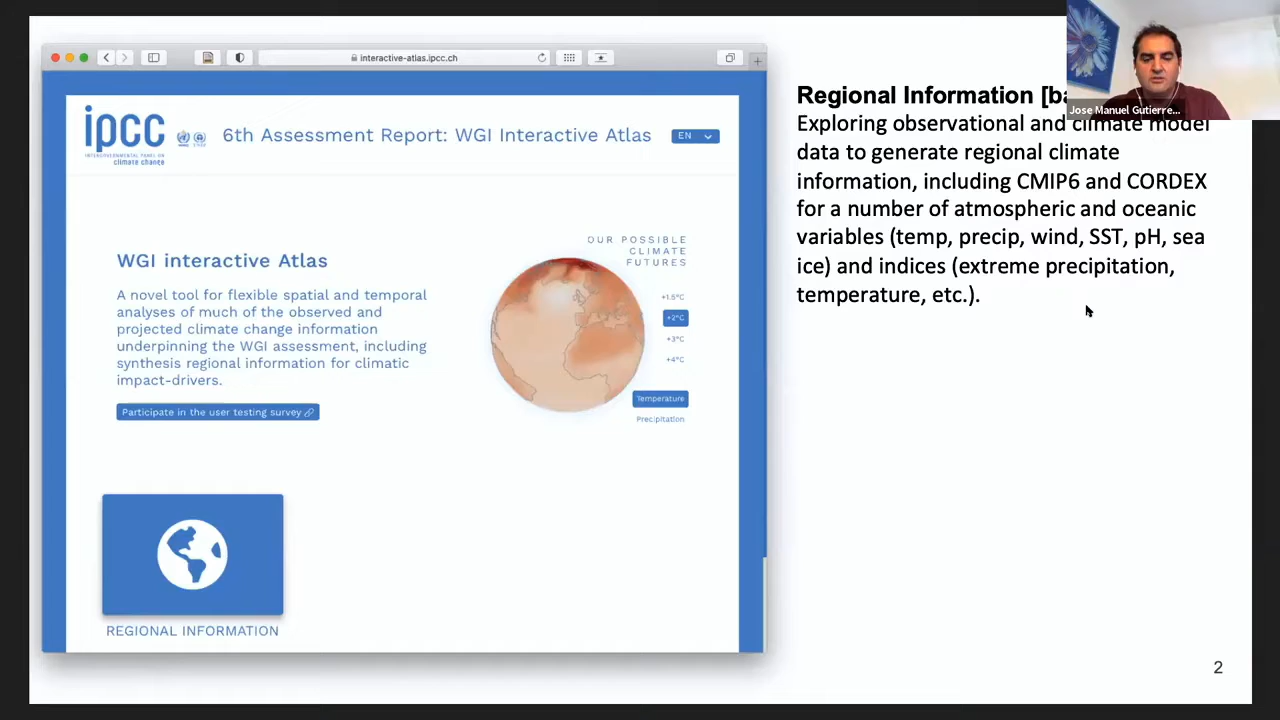 interactive-atlas.ipcc.ch
ipcc
INTERGOVERNMENTAL PANEL ON
climate change
6th Assessment Report: WGI Interactive Atlas
EN
WGI interactive Atlas
A novel tool for flexible spatial and temporal
analyses of much of the observed and
projected climate change information
underpinning the WGI assessment, including
synthesis regional information for climatic
impact-drivers.
Participate in the user testing survey
OUR POSSIBLE
CLIMATE
FUTURES
+1.5°C
+2°C
+3°C
+4°C
Temperature
Precipitation
REGIONAL INFORMATION
Regional Information
Exploring observational and climate model
data to generate regional climate
information, including CMIP6 and CORDEX
for a number of atmospheric and oceanic
variables (temp, precip, wind, SST, pH, sea
ice) and indices (extreme precipitation,
temperature, etc.).
Jose Manuel Gutierre...
2